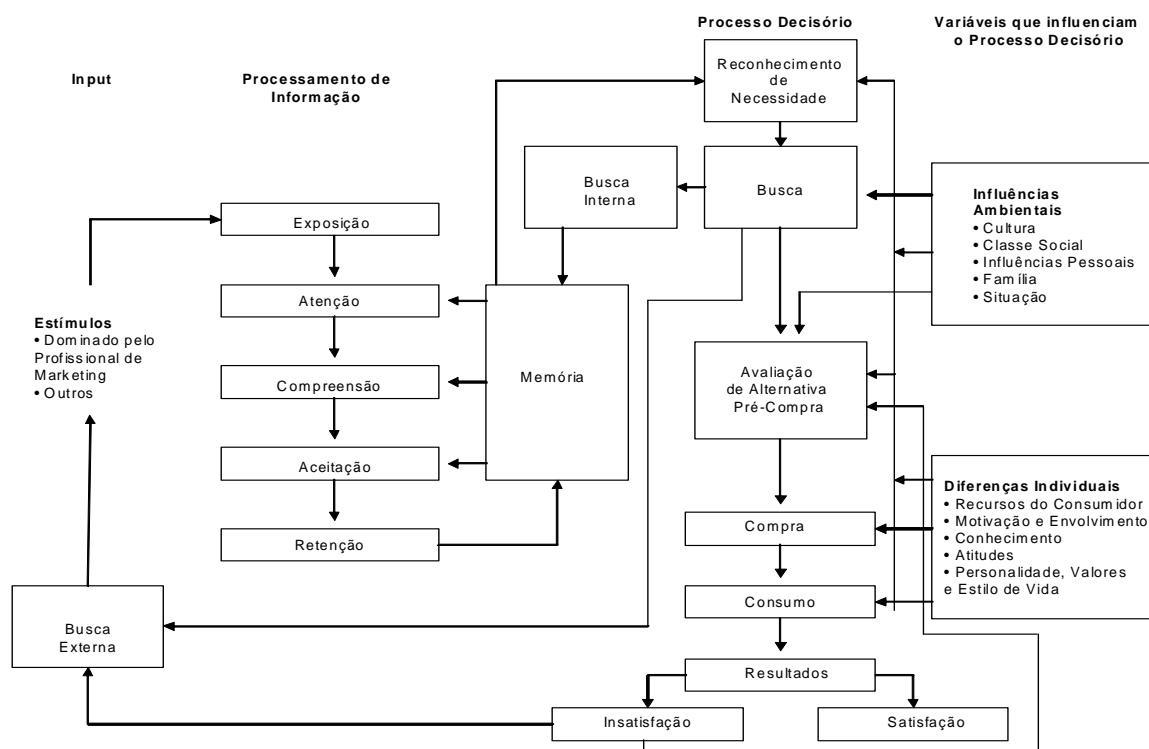 Input
Processamento de
Informação
Processo Decisório
Variáveis que influenciam
o Processo Decisório
Reconhecimento
de
Necessidade
Busca
Interna
Busca
Influências
Ambientais
• Cultura
• Classe Social
• Influências Pessoais
• Família
• Situação
Exposição
Atenção
Compreensão
Aceitação
Retenção
Memória
Estímulos
• Dominado pelo
Profissional de
Marketing
• Outros
Avaliação
de Alternativa
Pré-Compra
Diferenças Individuais
• Recursos do Consumidor
• Motivação e Envolvimento
• Conhecimento
• Atitudes
• Personalidade, Valores
e Estilo de Vida
Compra
Consumo
Busca
Externa
Resultados
Insatisfação
Satisfação